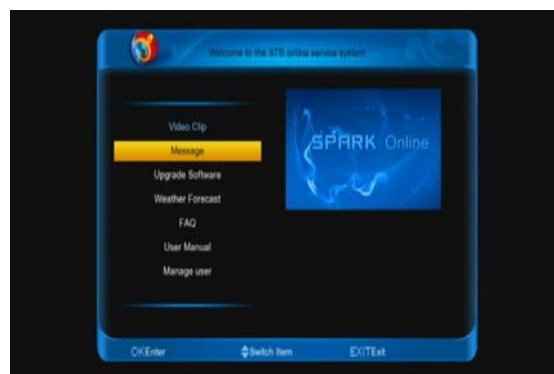 Welcome to the STB online service system
Video Clip
Message
Upgrade Software
Weather Forecast
FAQ
User Manual
Manage user
SPARK Online
OKEnter
Switch Item
EXITExit